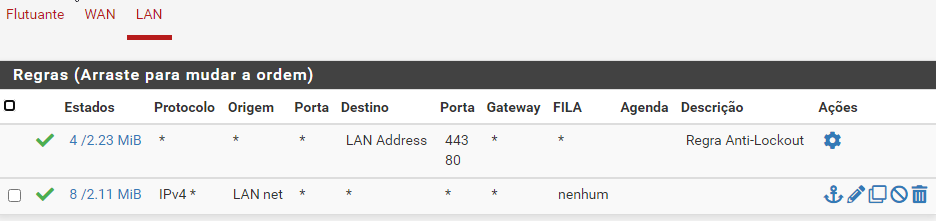 Flutuante WAN LAN
Regras (Arraste para mudar a ordem)
Estados Protocolo Origem Porta Destino Porta Gateway FILA Agenda Descrição Ações
4 /2.23 MiB * * * LAN Address 443 * * Regra Anti-Lockout
80
8 /2.11 MiB IPv4 * LAN net * * * * nenhum